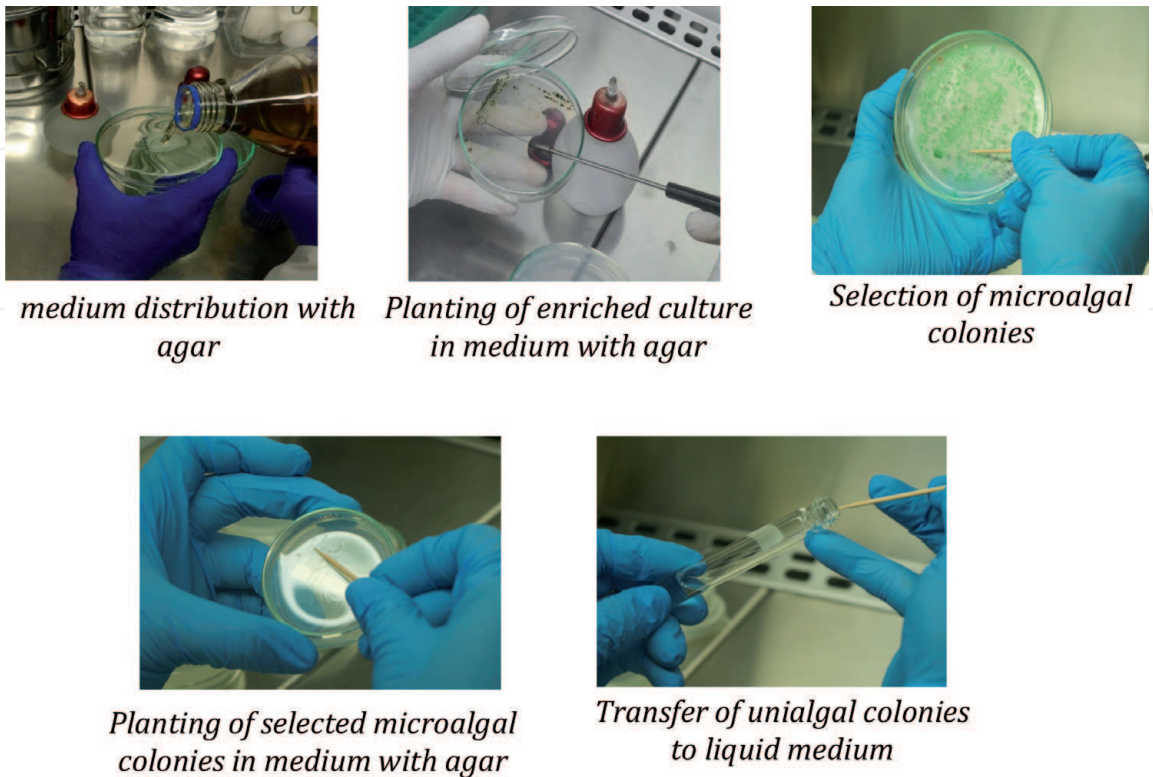 medium distribution with
agar
Planting of enriched culture
in medium with agar
Selection of microalgal
colonies
Planting of selected microalgal
colonies in medium with agar
Transfer of unialgal colonies
to liquid medium